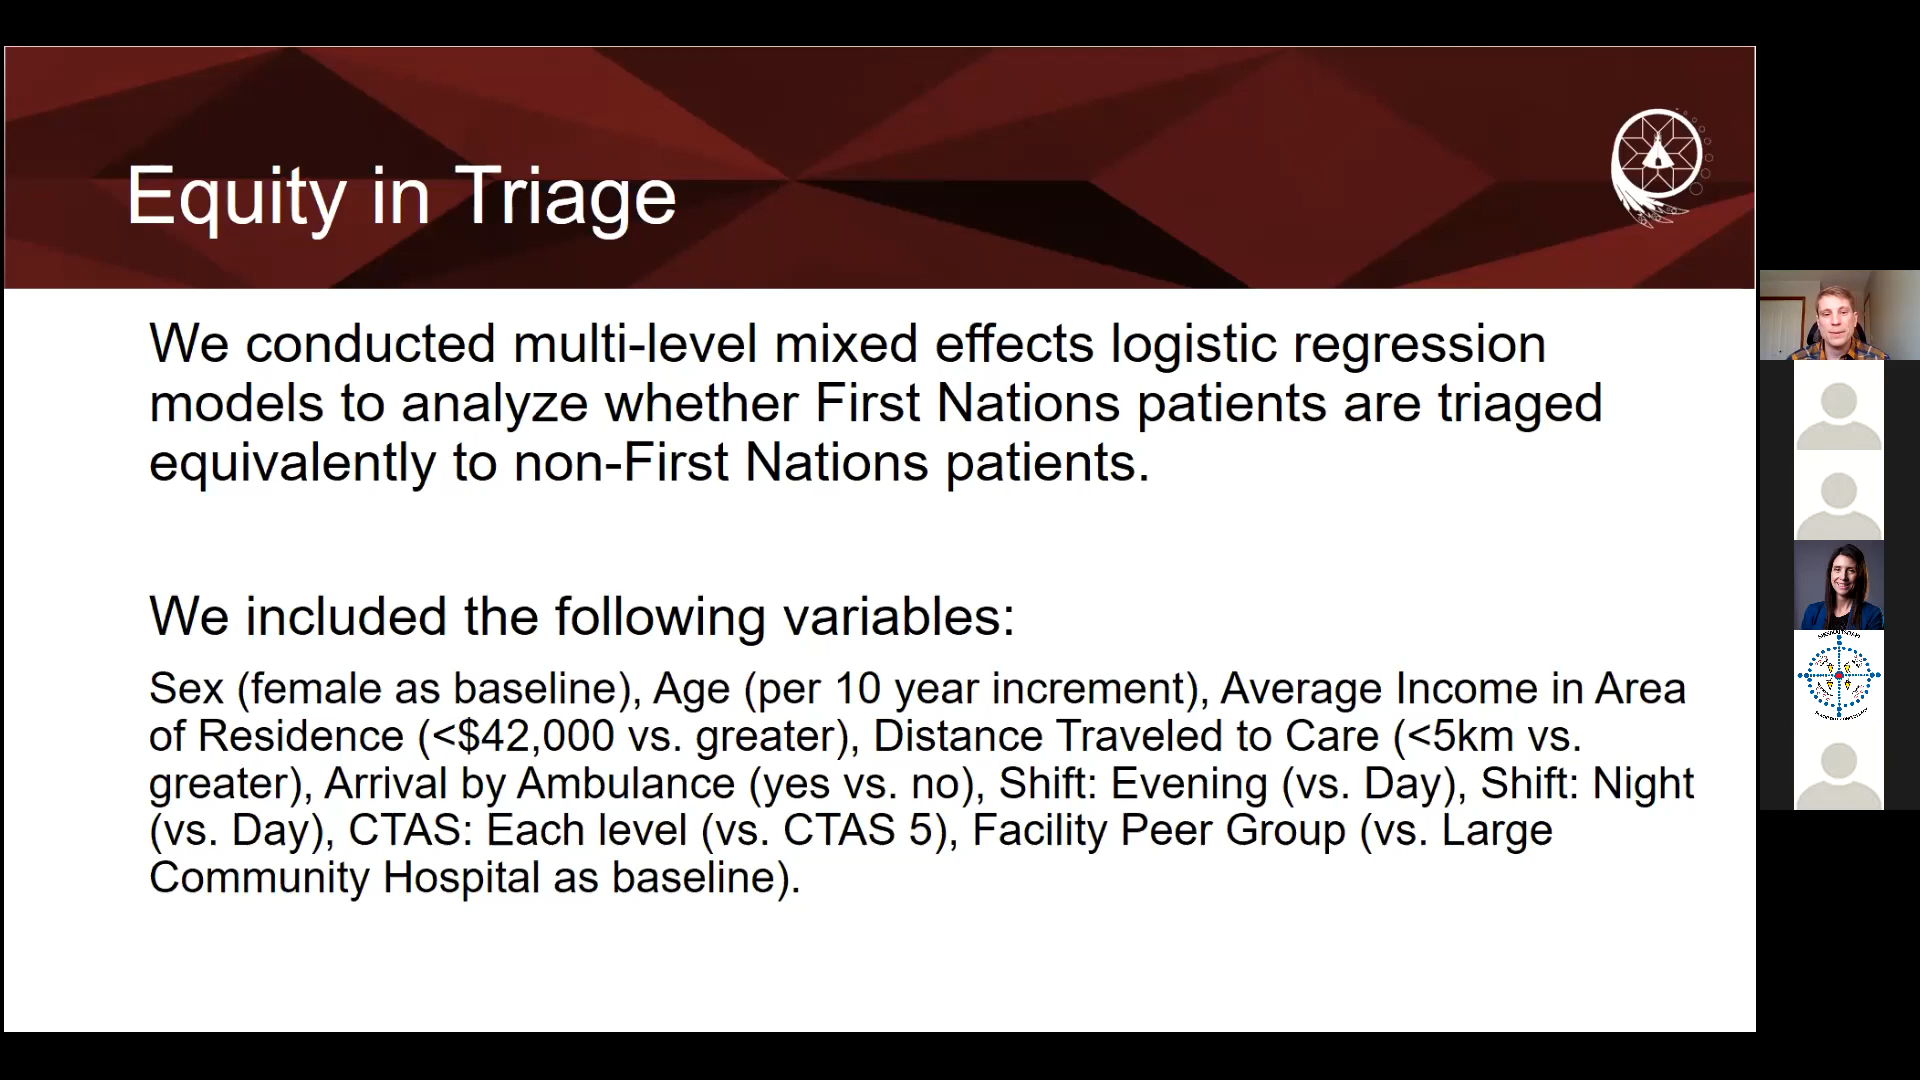 Equity in Triage
We conducted multi-level mixed effects logistic regression
models to analyze whether First Nations patients are triaged
equivalently to non-First Nations patients.
We included the following variables:
Sex (female as baseline), Age (per 10 year increment), Average Income in Area
of Residence (<$42,000 vs. greater), Distance Traveled to Care (<5km vs.
greater), Arrival by Ambulance (yes vs. no), Shift: Evening (vs. Day), Shift: Night
(vs. Day), CTAS: Each level (vs. CTAS 5), Facility Peer Group (vs. Large
Community Hospital as baseline).